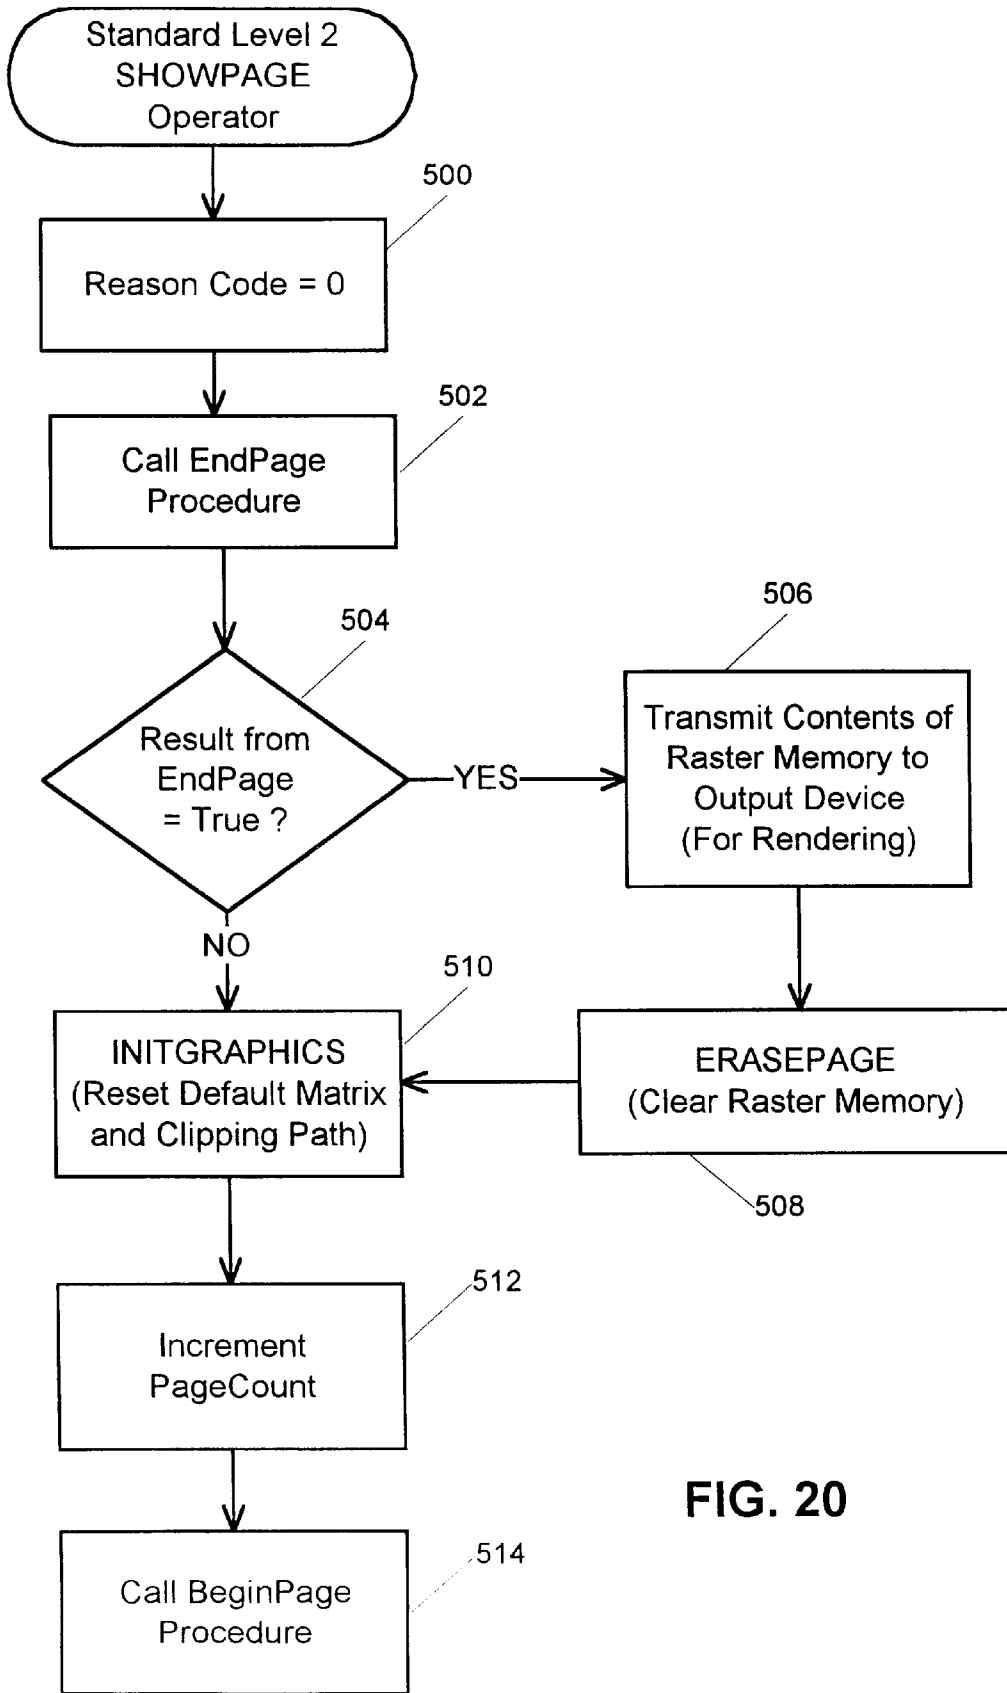 Standard Level 2
SHOWPAGE
Operator
500
Reason Code = 0
502
Call EndPage
Procedure
504
Result from
EndPage
= True ?
YES
506
Transmit Contents of
Raster Memory to
Output Device
(For Rendering)
NO
510
INITGRAPHICS
(Reset Default Matrix
and Clipping Path)
ERASEPAGE
(Clear Raster Memory)
508
512
Increment
PageCount
514
Call BeginPage
Procedure
FIG. 20